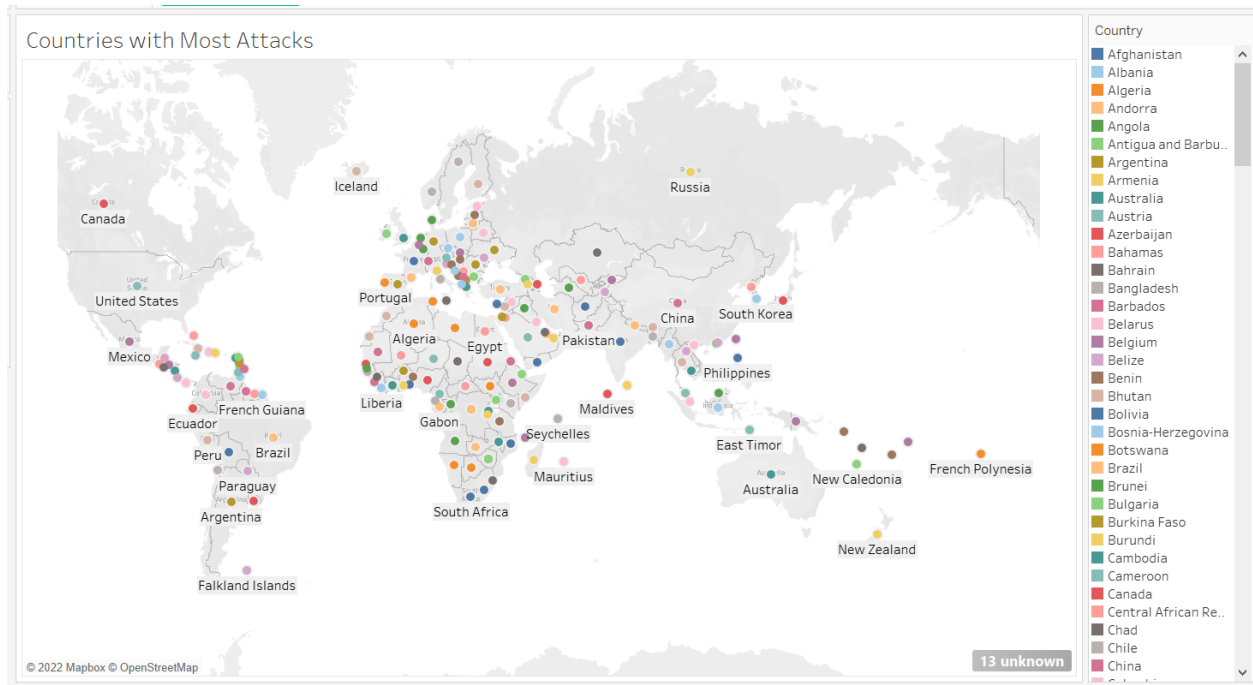 Countries with Most Attacks
Iceland
Russia
Canada
United States
Portugal
China
South Korea
Algeria
Egypt
Pakistan
Mexico
Philippines
Liberia
French Guiana
Maldives
Ecuador
Gabon
Seychelles
East Timor
Peru
Brazil
French Polynesia
Mauritius
New Caledonia
Paraguay
Australia
South Africa
Argentina
New Zealand
Falkland Islands
© 2022 Mapbox © OpenStreetMap
13 unknown
Country
Afghanistan
Albania
Algeria
Andorra
Angola
Antigua and Barbu..
Argentina
Armenia
Australia
Austria
Azerbaijan
Bahamas
Bahrain
Bangladesh
Barbados
Belarus
Belgium
Belize
Benin
Bhutan
Bolivia
Bosnia-Herzegovina
Botswana
Brazil
Brunei
Bulgaria
Burkina Faso
Burundi
Cambodia
Cameroon
Canada
Central African Re..
Chad
Chile
China